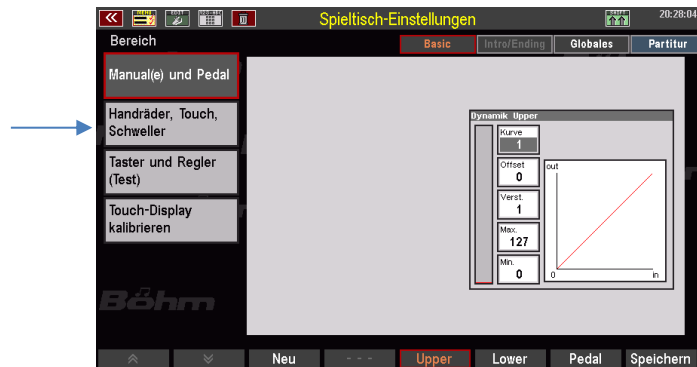 Spieltisch-Einstellungen
20:28:04
Bereich
Basic
Intro/Ending
Globales
Partitur
Manual(e) und Pedal
Handräder, Touch,
Schweller
Taster und Regler
(Test)
Touch-Display
kalibrieren
Dynamik Upper
Kurve
1
Offset
0
Verst.
1
Max.
127
Min.
0
out
0
in
Böhm
Neu
- - -
Upper
Lower
Pedal
Speichern